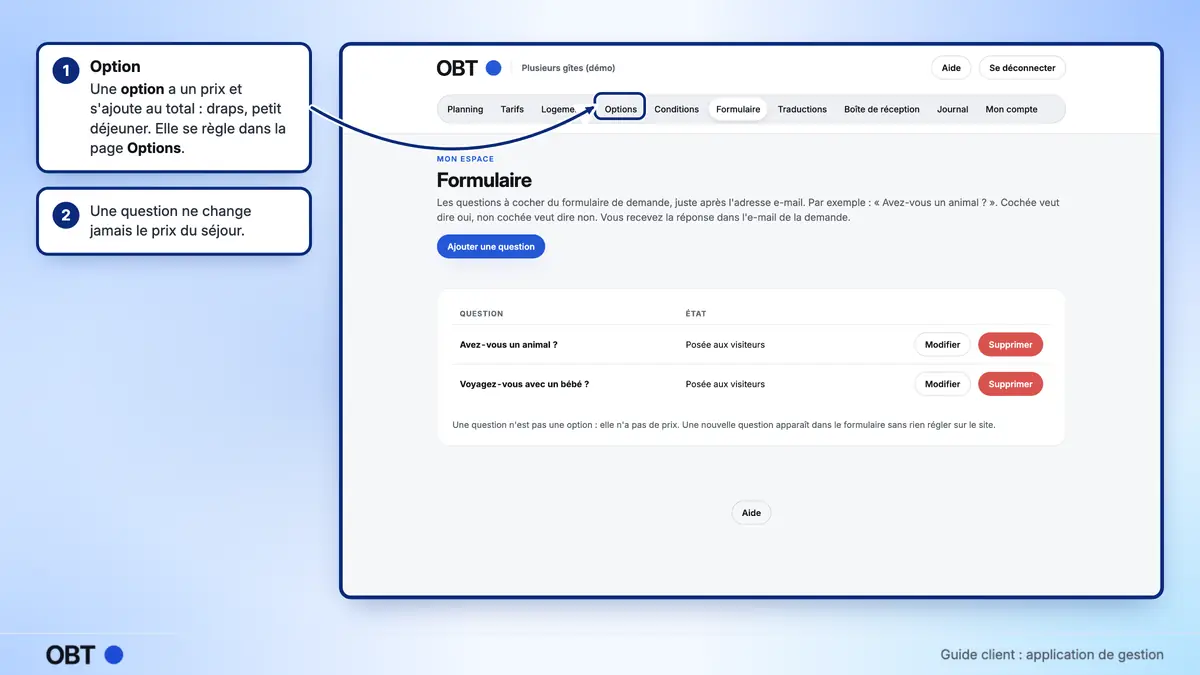 1
Option
Une option a un prix et
s'ajoute au total : draps, petit
déjeuner. Elle se règle dans la
page Options.
2
Une question ne change
jamais le prix du séjour.
OBT
Plusieurs gîtes (démo)
Aide
Se déconnecter
Planning
Tarifs
Logeme
Options
Conditions
Formulaire
Traductions
Boîte de réception
Journal
Mon compte
MON ESPACE
Formulaire
Les questions à cocher du formulaire de demande, juste après l'adresse e-mail. Par exemple : « Avez-vous un animal ? ». Cochée veut
dire oui, non cochée veut dire non. Vous recevez la réponse dans l'e-mail de la demande.
Ajouter une question
QUESTION
ÉTAT
Avez-vous un animal ?
Posée aux visiteurs
Modifier
Supprimer
Voyagez-vous avec un bébé ?
Posée aux visiteurs
Modifier
Supprimer
Une question n'est pas une option : elle n'a pas de prix. Une nouvelle question apparaît dans le formulaire sans rien régler sur le site.
Aide
OBT
Guide client : application de gestion